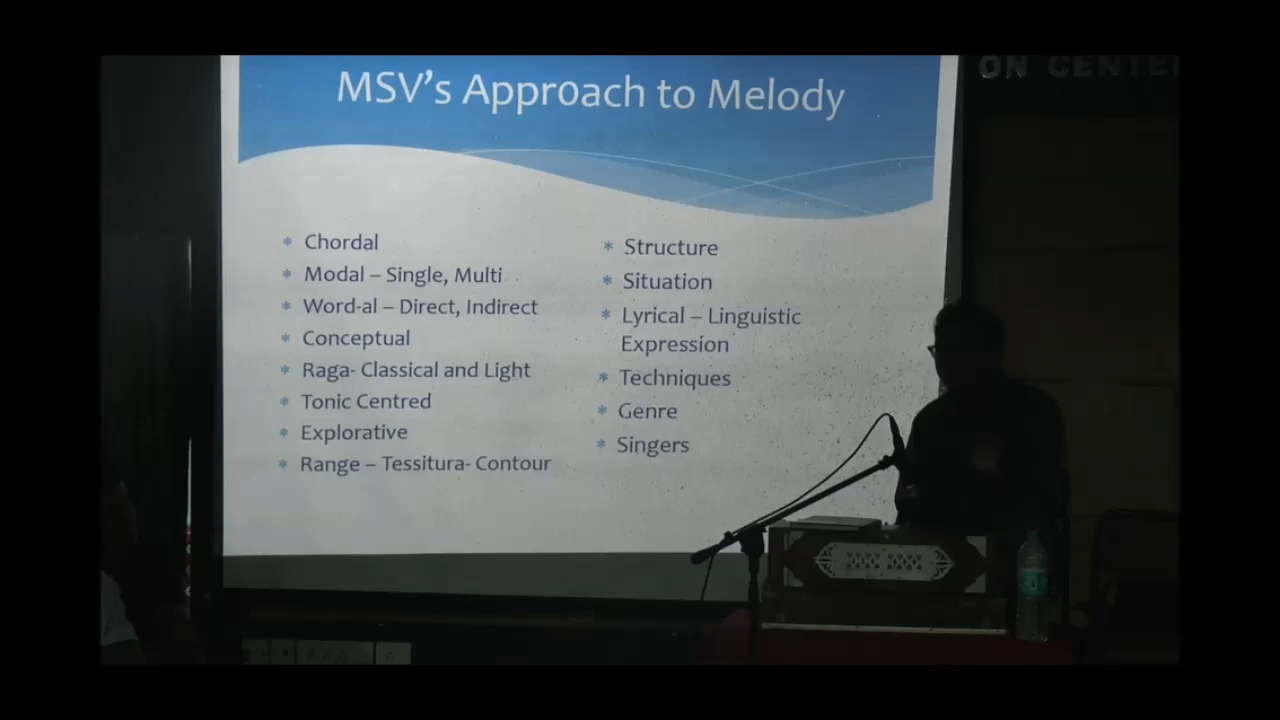 MSV's Approach to Melody
ON CENTE
Chordal
Modal – Single, Multi
Word-al – Direct, Indirect
Conceptual
Raga- Classical and Light
Tonic Centred
Explorative
Range – Tessitura- Contour
Structure
Situation
Lyrical – Linguistic
Expression
Techniques
Genre
Singers